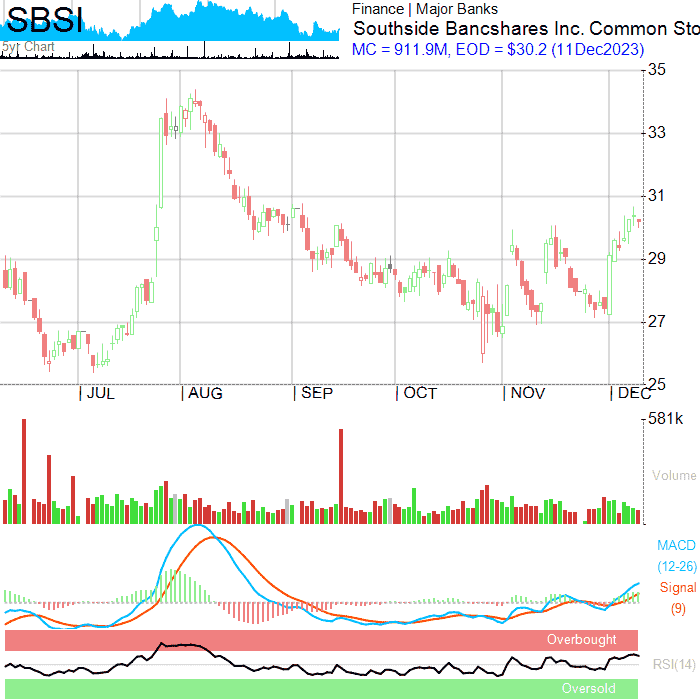 SBSI
5yr Chart
Finance | Major Banks
Southside Bancshares Inc. Common Sto
MC = 911.9M, EOD = $30.2 (11Dec2023)
35
33
31
29
27
25
| JUL | AUG | SEP | OCT | NOV | DEC
581k
Volume
MACD
(12-26)
Signal
(9)
Overbought
RSI(14)
Oversold